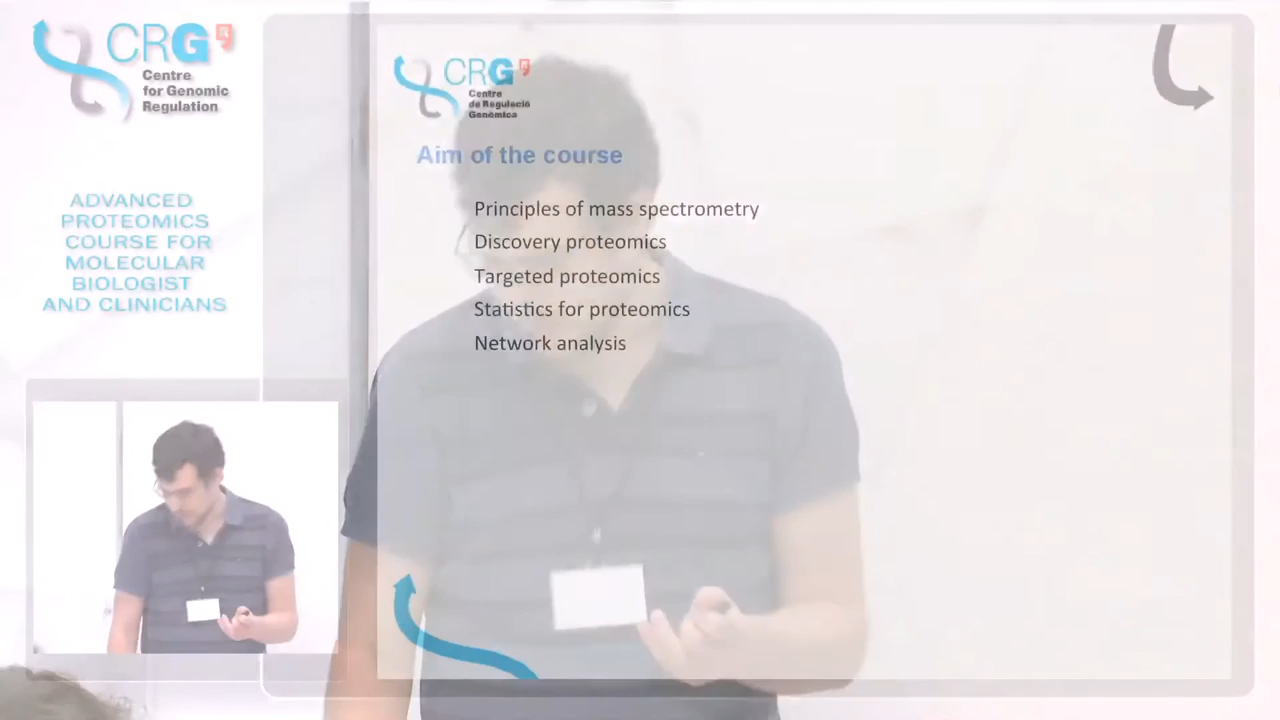 CRG
Centre
for Genomic
Regulation
ADVANCED
PROTEOMICS
COURSE FOR
MOLECULAR
BIOLOGIST
AND CLINICIANS
CRG
Centre
de Regulació
Genòmica
Aim of the course
Principles of mass spectrometry
Discovery proteomics
Targeted proteomics
Statistics for proteomics
Network analysis